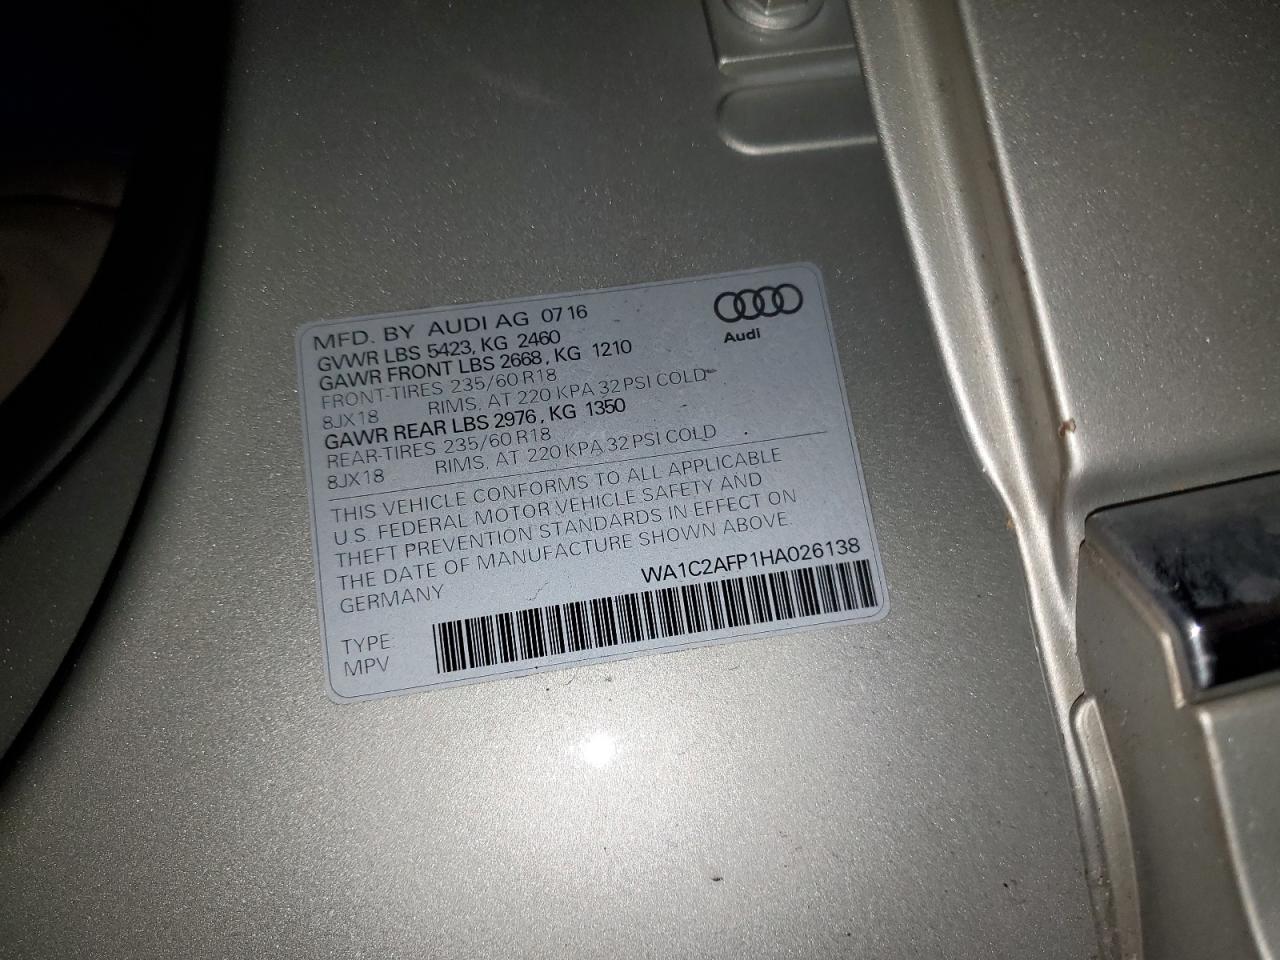 MFD. BY AUDI AG 0716
GVWR LBS 5423, KG 2460
GAWR FRONT LBS 2668, KG 1210
FRONT-TIRES 235/60 R18
8JX18 RIMS, AT 220 KPA 32 PSI COLD
GAWR REAR LBS 2976, KG 1350
REAR-TIRES 235/60 R18
8JX18 RIMS, AT 220 KPA 32 PSI COLD
Audi
THIS VEHICLE CONFORMS TO ALL APPLICABLE
U.S. FEDERAL MOTOR VEHICLE SAFETY AND
THEFT PREVENTION STANDARDS IN EFFECT ON
THE DATE OF MANUFACTURE SHOWN ABOVE.
GERMANY WA1C2AFP1HA026138
TYPE
MPV